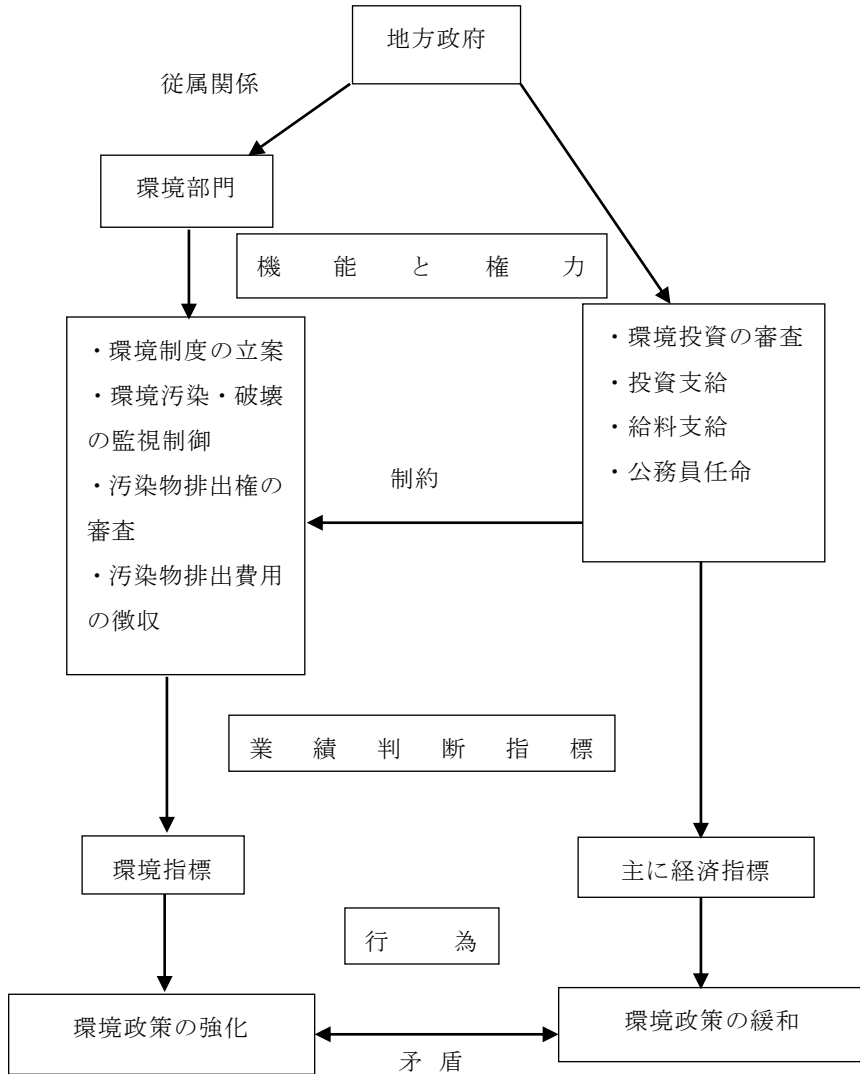 地方政府
従属関係
環境部門
機能と権力
・環境制度の立案
・環境汚染・破壊
の監視制御
・汚染物排出権の
審査
・汚染物排出費用
の徴収
・環境投資の審査
・投資支給
・給料支給
・公務員任命
制約
業績判断指標
環境指標
主に経済指標
行為
環境政策の強化
環境政策の緩和
矛盾